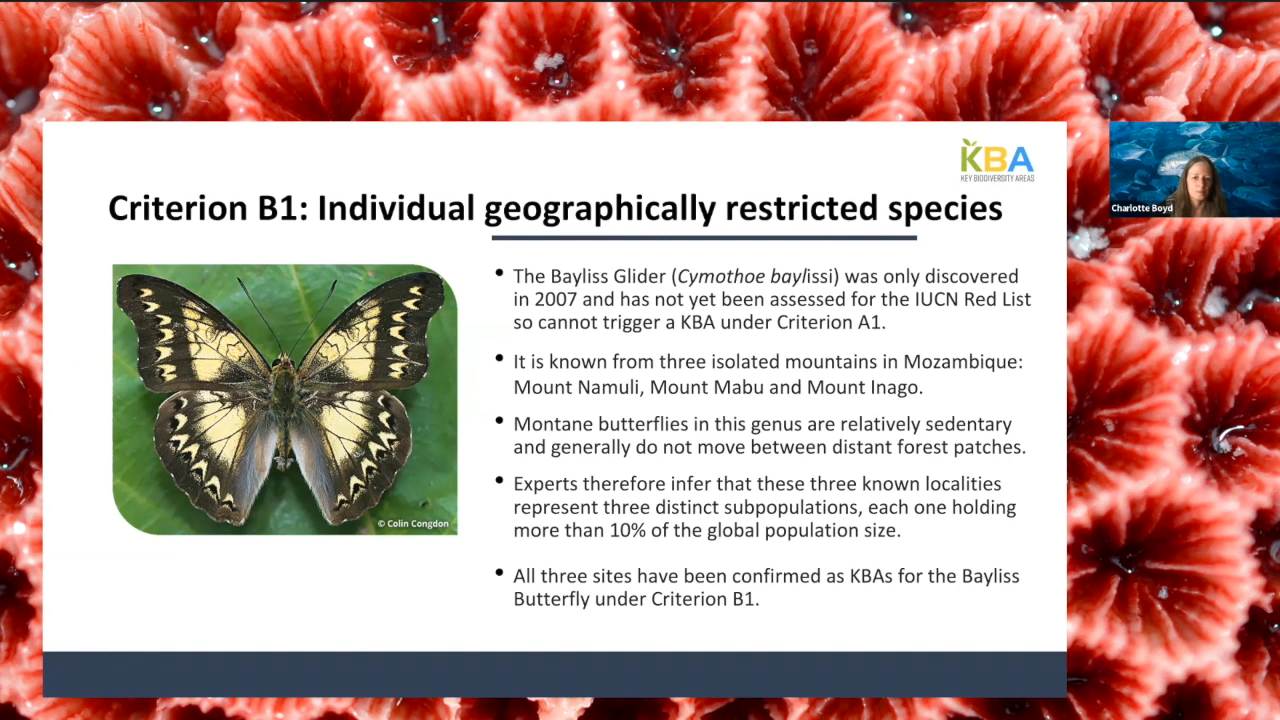 KBA
KEY BIODIVERSITY AREAS
Criterion B1: Individual geographically restricted species
Charlotte Boyd
• The Bayliss Glider (Cymothoe baylissi) was only discovered
in 2007 and has not yet been assessed for the IUCN Red List
so cannot trigger a KBA under Criterion A1.
• It is known from three isolated mountains in Mozambique:
Mount Namuli, Mount Mabu and Mount Inago.
• Montane butterflies in this genus are relatively sedentary
and generally do not move between distant forest patches.
• Experts therefore infer that these three known localities
represent three distinct subpopulations, each one holding
more than 10% of the global population size.
• All three sites have been confirmed as KBAs for the Bayliss
Butterfly under Criterion B1.
© Colin Congdon